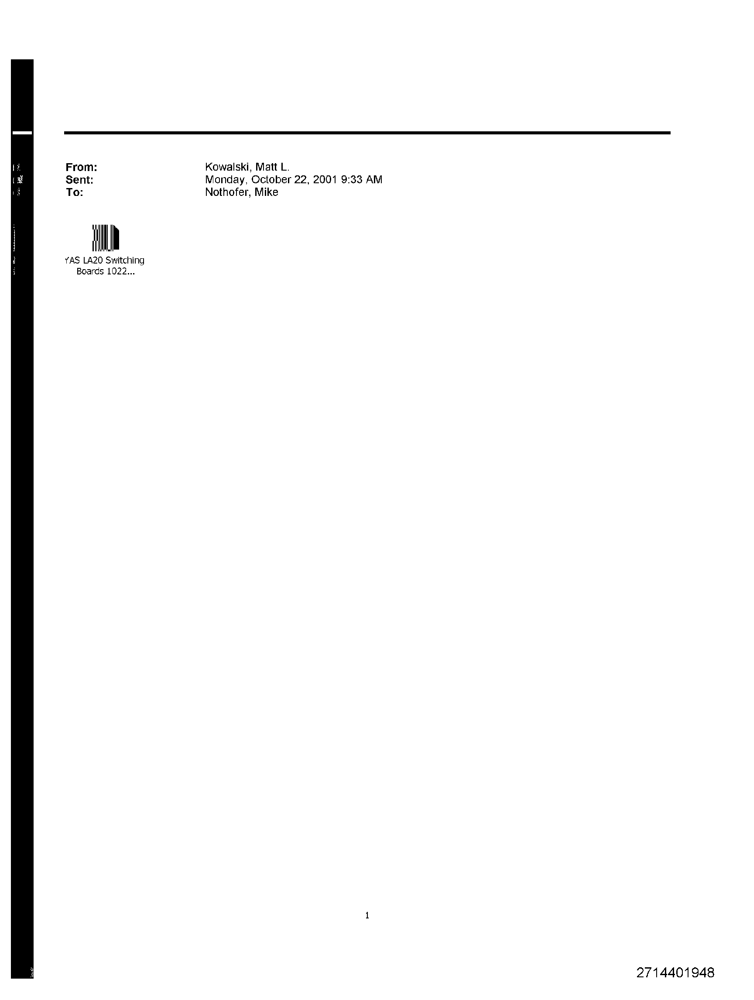 From: Kowalski, Matt L.
Sent: Monday, October 22, 2001 9:33 AM
To: Nothofer, Mike
YAS LA20 Switching
Boards 1022...
1
2714401948